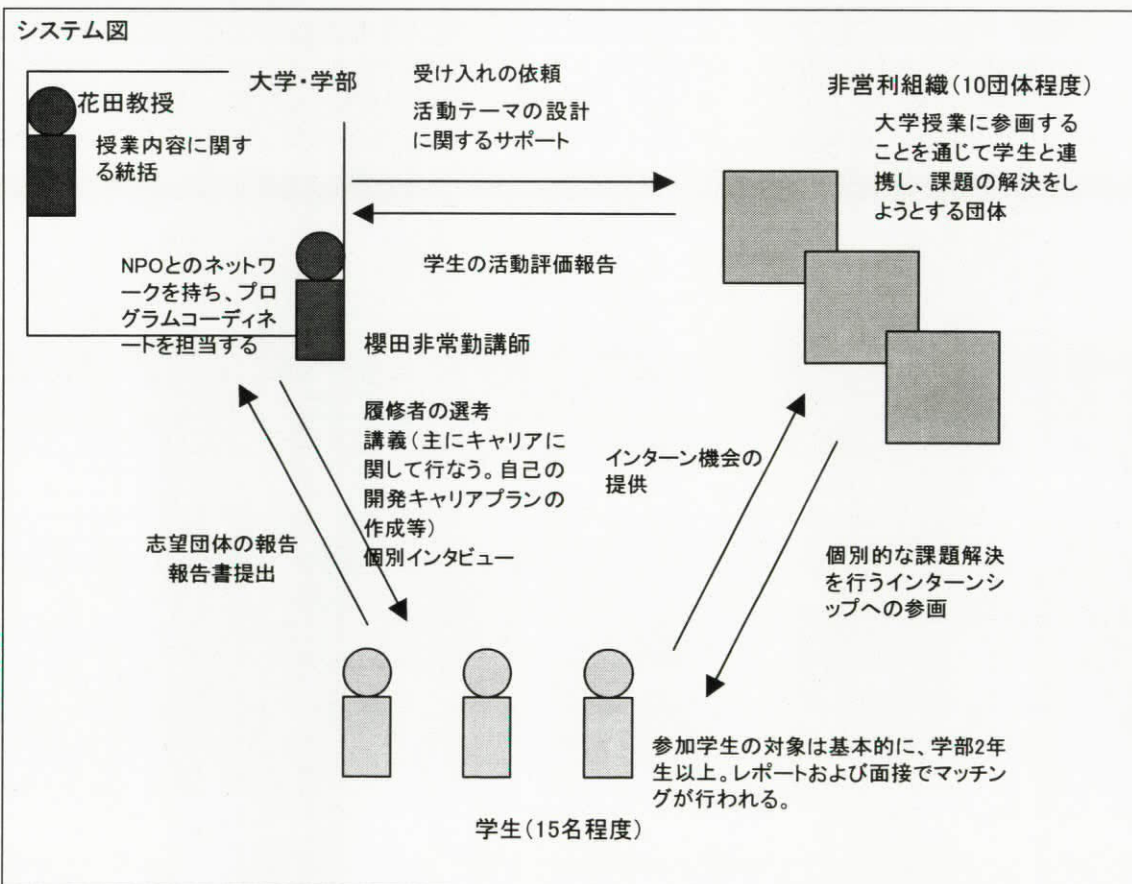 システム図
大学・学部
花田教授
授業内容に関す
る統括
受け入れの依頼
活動テーマの設計
に関するサポート
非営利組織(10団体程度)
大学授業に参画する
ことを通じて学生と連
携し、課題の解決をし
ようとする団体
学生の活動評価報告
NPOとのネットワ
ークを持ち、プロ
グラムコーディネ
ートを担当する
櫻田非常勤講師
履修者の選考
講義(主にキャリアに
関して行なう。自己の
開発キャリアプランの
作成等)
個別インタビュー
インターン機会の
提供
志望団体の報告
報告書提出
個別的な課題解決
を行うインターンシ
ップへの参画
参加学生の対象は基本的に、学部2年
生以上。レポートおよび面接でマッチン
グが行われる。
学生(15名程度)